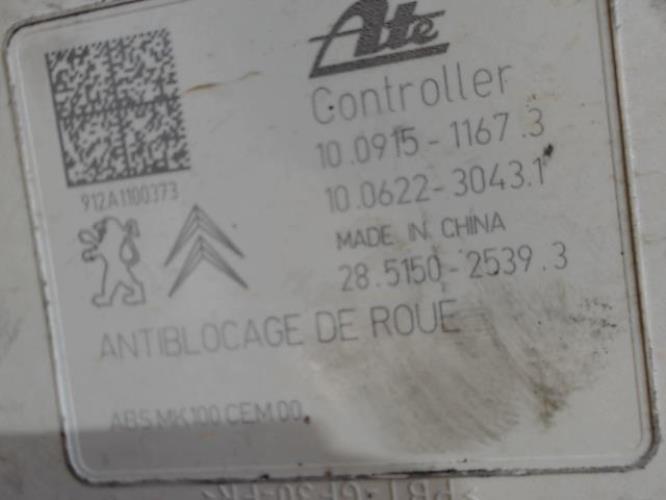 Ate
Controller
10.0915-1167.3
10.0622-3043.1
912A1100373
MADE IN CHINA
28.5150-2539.3
ANTIBLOCAGE DE ROUE
ABS.MK100.CEM.00.